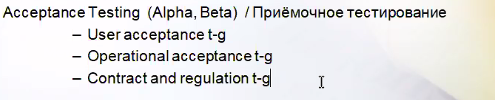 Acceptance Testing (Alpha, Beta) / Приёмочное тестирование
– User acceptance t-g
– Operational acceptance t-g
– Contract and regulation t-g